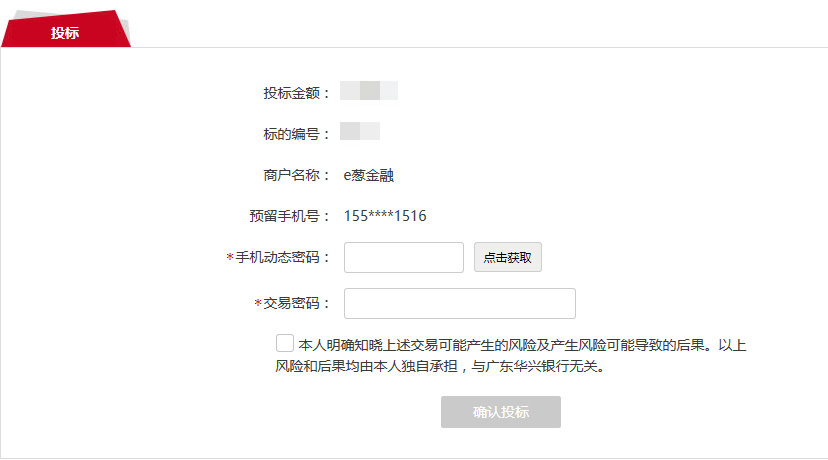 投标
投标金额：
标的编号：
商户名称： e葱金融
预留手机号： 155****1516
*手机动态密码： 点击获取
*交易密码：
本人明确知晓上述交易可能产生的风险及产生风险可能导致的后果。以上
风险和后果均由本人独自承担，与广东华兴银行无关。
确认投标